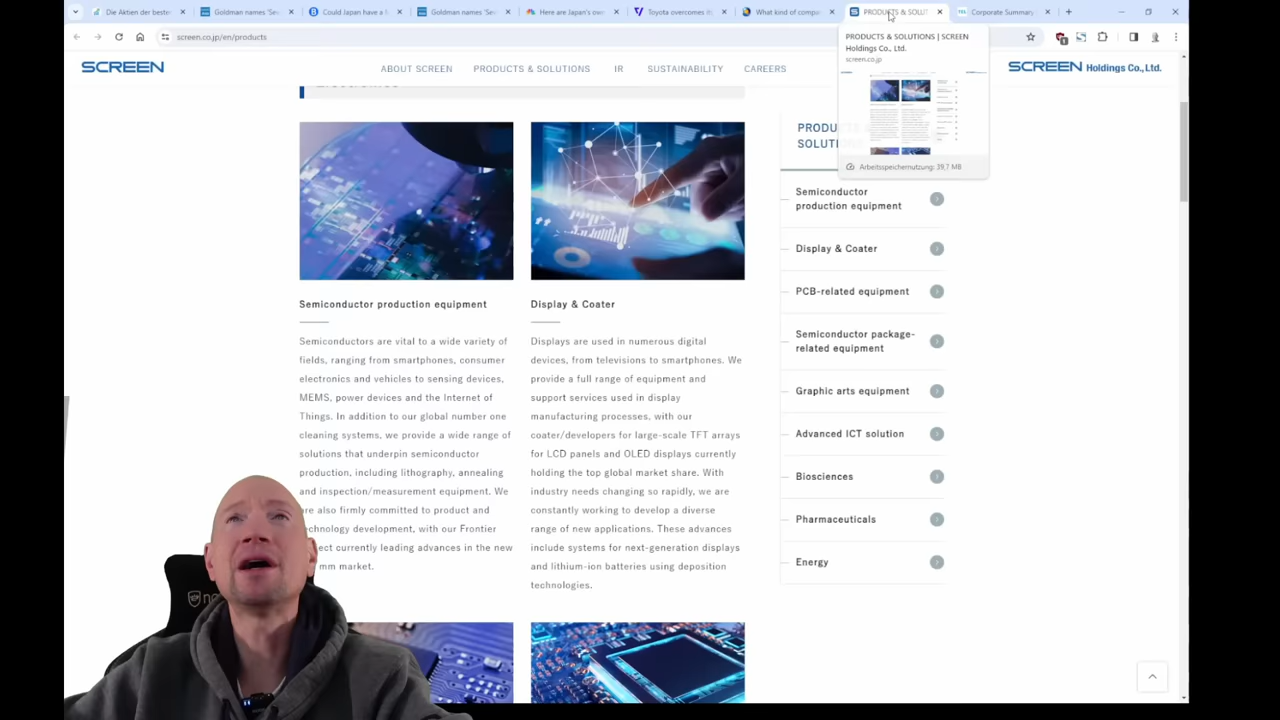 Die Aktien der beste
Goldman names 'Sev
Could Japan have a
Goldman names 'Sev
Here are Japan's ow
Toyota overcomes its
What kind of compa
PRODUCTS & SOLUT
Corporate Summary
screen.co.jp/en/products
PRODUCTS & SOLUTIONS | SCREEN
Holdings Co., Ltd.
screen.co.jp
Arbeitsspeichernutzung: 39,7 MB
SCREEN
ABOUT SCREEN
PRODUCTS & SOLUTIONS
IR
SUSTAINABILITY
CAREERS
SCREEN Holdings Co., Ltd.
Semiconductor production equipment
Semiconductors are vital to a wide variety of
fields, ranging from smartphones, consumer
electronics and vehicles to sensing devices,
MEMS, power devices and the Internet of
Things. In addition to our global number one
cleaning systems, we provide a wide range of
solutions that underpin semiconductor
production, including lithography, annealing
and inspection/measurement equipment. We
are also firmly committed to product and
technology development, with our Frontier
ect currently leading advances in the new
mm market.
Display & Coater
Displays are used in numerous digital
devices, from televisions to smartphones. We
provide a full range of equipment and
support services used in display
manufacturing processes, with our
coater/developers for large-scale TFT arrays
for LCD panels and OLED displays currently
holding the top global market share. With
industry needs changing so rapidly, we are
constantly working to develop a diverse
range of new applications. These advances
include systems for next-generation displays
and lithium-ion batteries using deposition
technologies.
PRODUCTS
SOLUTIONS
Semiconductor
production equipment
Display & Coater
PCB-related equipment
Semiconductor package-
related equipment
Graphic arts equipment
Advanced ICT solution
Biosciences
Pharmaceuticals
Energy